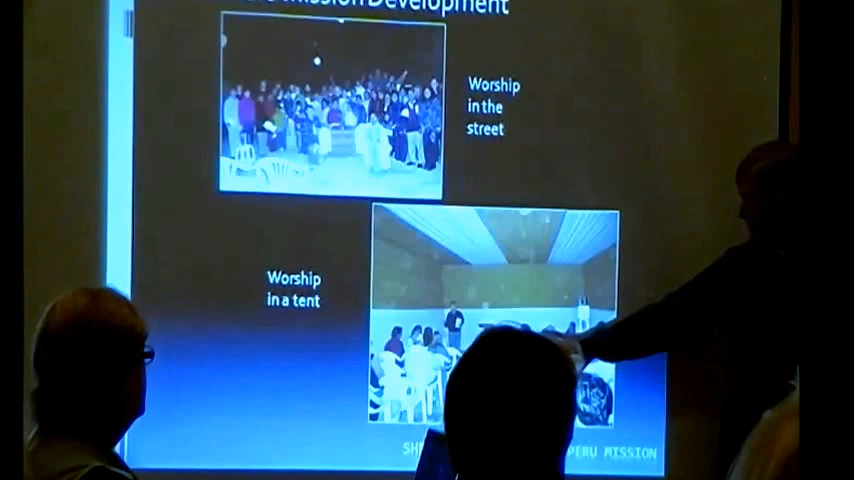 Mission Development
Worship
in the
street
Worship
in a tent
PERU MISSION